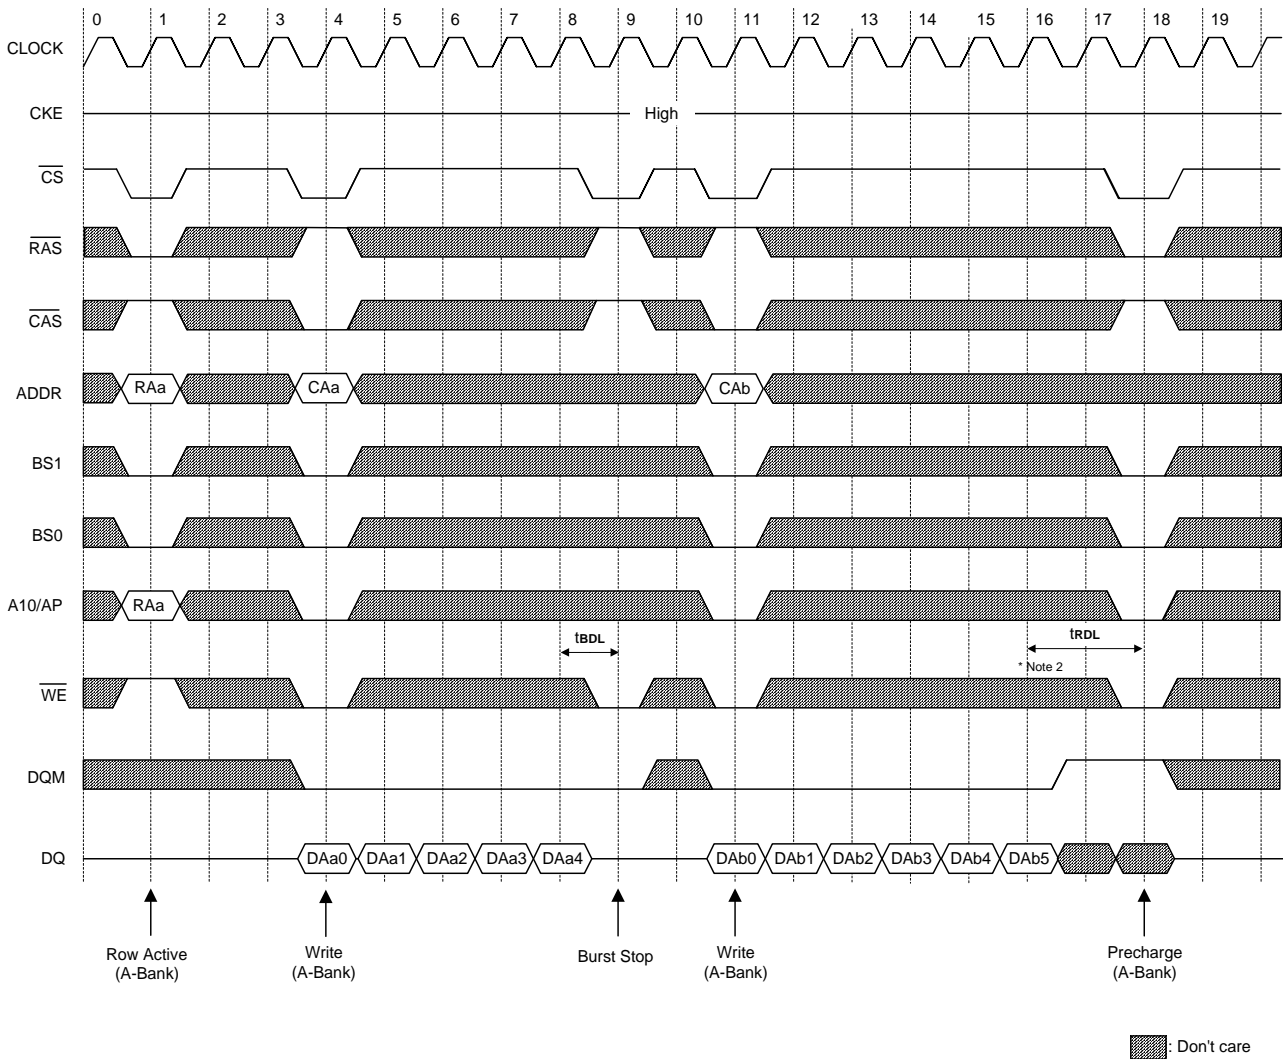 0 1 2 3 4 5 6 7 8 9 10 11 12 13 14 15 16 17 18 19
CLOCK
CKE High
CS
RAS
CAS
ADDR RAa CAa CAb
BS1
BS0
A10/AP RAa
tBDL tRDL
* Note 2
WE
DQM
DQ DAa0 DAa1 DAa2 DAa3 DAa4 DAb0 DAb1 DAb2 DAb3 DAb4 DAb5
Row Active Write Burst Stop Write Precharge
(A-Bank) (A-Bank) (A-Bank) (A-Bank)
: Don't care